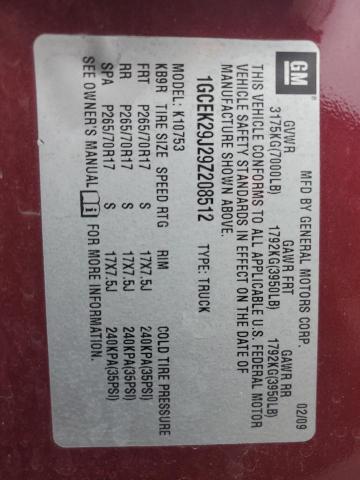 GM
MFD BY GENERAL MOTORS CORP. 02/09
GVWR GAWR FRT GAWR RR
3175KG(7000LB) 1792KG(3950LB) 1792KG(3950LB)
THIS VEHICLE CONFORMS TO ALL APPLICABLE U.S. FEDERAL MOTOR
VEHICLE SAFETY STANDARDS IN EFFECT ON THE DATE OF
MANUFACTURE SHOWN ABOVE.
1GCEK29J29Z208512 TYPE: TRUCK
MODEL: K10753
KB9R TIRE SIZE SPEED RTG RIM COLD TIRE PRESSURE
FRT P265/70R17 S 17X7.5J 240KPA(35PSI)
RR P265/70R17 S 17X7.5J 240KPA(35PSI)
SPA P265/70R17 S 17X7.5J 240KPA(35PSI)
SEE OWNER'S MANUAL FOR MORE INFORMATION